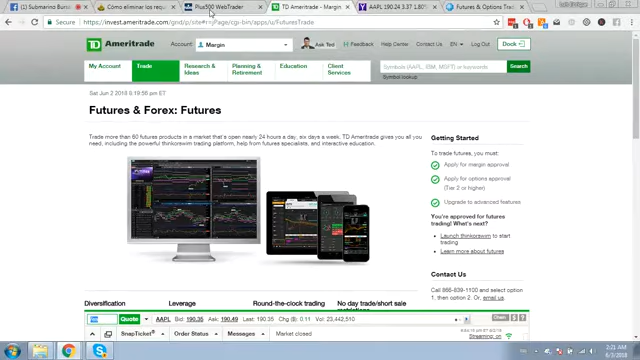 Submarino Burs
Cómo eliminar los requ
Plus500 WebTrader
TD Ameritrade - Margin
AAPL 190.24 3.37 1.80%
Futures & Options Trad
Secure
https://invest.ameritrade.com/grid/p/site#r=jPage/cgi-bin/apps/u/FuturesTrade
TD Ameritrade
Account
Margin
Ask Ted
Feedback
Help Center
Contact Us
EN
Log Out
Dock
My Account
Trade
Research & Ideas
Planning & Retirement
Education
Client Services
Symbols (AAPL, IBM, MSFT) or keywords
Search
Symbol lookup
Sat Jun 2 2018 8:19:56 pm ET
Futures & Forex: Futures
Trade more than 60 futures products in a market that's open nearly 24 hours a day, six days a week. TD Ameritrade gives you all you
need, including the powerful thinkorswim trading platform, help from futures specialists, and interactive education.
Getting Started
To trade futures, you must:
Apply for margin approval
Apply for options approval
(Tier 2 or higher)
Upgrade to advanced features
You're approved for futures
trading! What's next?
Launch thinkorswim to start
trading
Learn more about futures
Contact Us
Call 866-839-1100 and select option
1, then option 2. Or, email us.
Diversification
Leverage
Round-the-clock trading
No day trade/short sale
restrictions
Quote
AAPL
Bid: 190.35
Ask: 190.49
Last: 190.35
Chg (B): 0.11
Vol: 23,442,510
SnapTicket
Order Status
Messages
Market closed
Streaming: on
2:21 AM
6/3/2018